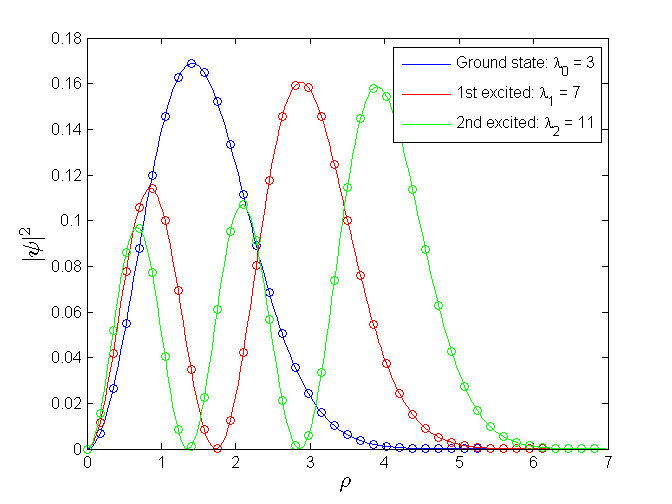 0.18
0.16
0.14
0.12
0.1
0.08
0.06
0.04
0.02
0
|ψ|²
Ground state: λ₀ = 3
1st excited: λ₁ = 7
2nd excited: λ₂ = 11
0 1 2 3 4 5 6 7
ρ